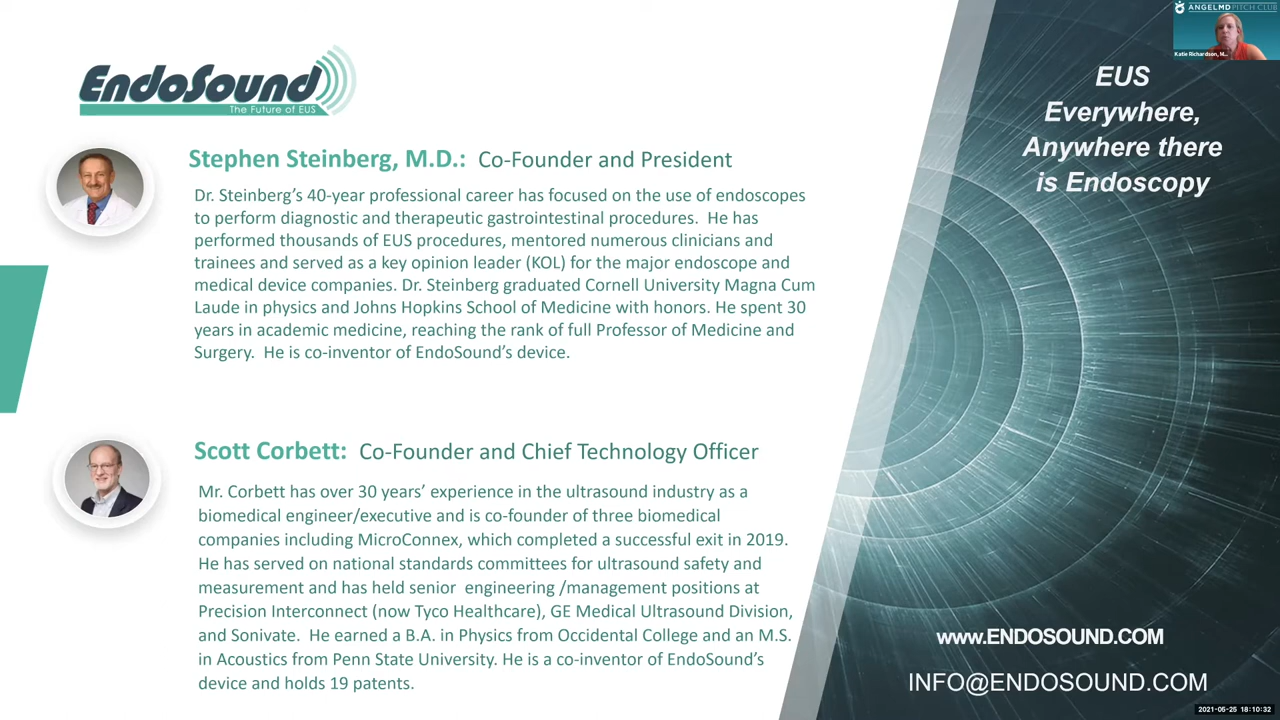 ANGELMD PITCH CLUB
Katie Richardson, M...
EndoSound
The Future of EUS
EUS
Everywhere,
Anywhere there
is Endoscopy
Stephen Steinberg, M.D.: Co-Founder and President
Dr. Steinberg’s 40-year professional career has focused on the use of endoscopes
to perform diagnostic and therapeutic gastrointestinal procedures. He has
performed thousands of EUS procedures, mentored numerous clinicians and
trainees and served as a key opinion leader (KOL) for the major endoscope and
medical device companies. Dr. Steinberg graduated Cornell University Magna Cum
Laude in physics and Johns Hopkins School of Medicine with honors. He spent 30
years in academic medicine, reaching the rank of full Professor of Medicine and
Surgery. He is co-inventor of EndoSound’s device.
Scott Corbett: Co-Founder and Chief Technology Officer
Mr. Corbett has over 30 years’ experience in the ultrasound industry as a
biomedical engineer/executive and is co-founder of three biomedical
companies including MicroConnex, which completed a successful exit in 2019.
He has served on national standards committees for ultrasound safety and
measurement and has held senior engineering /management positions at
Precision Interconnect (now Tyco Healthcare), GE Medical Ultrasound Division,
and Sonivate. He earned a B.A. in Physics from Occidental College and an M.S.
in Acoustics from Penn State University. He is a co-inventor of EndoSound’s
device and holds 19 patents.
www.ENDOSOUND.COM
INFO@ENDOSOUND.COM
2021-05-25 18:10:32